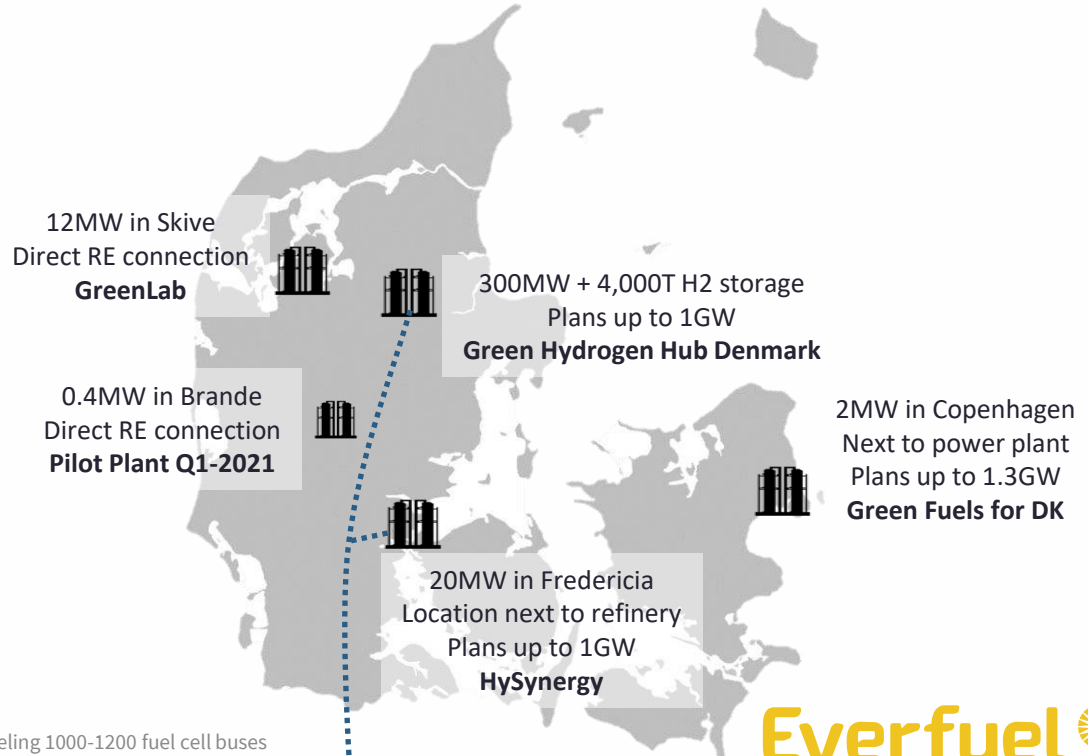 12MW in Skive
Direct RE connection
GreenLab
300MW + 4,000T H2 storage
Plans up to 1GW
Green Hydrogen Hub Denmark
0.4MW in Brande
Direct RE connection
Pilot Plant Q1-2021
2MW in Copenhagen
Next to power plant
Plans up to 1.3GW
Green Fuels for DK
20MW in Fredericia
Location next to refinery
Plans up to 1GW
HySynergy
1000-1200 fuel cell buses
Everfuel